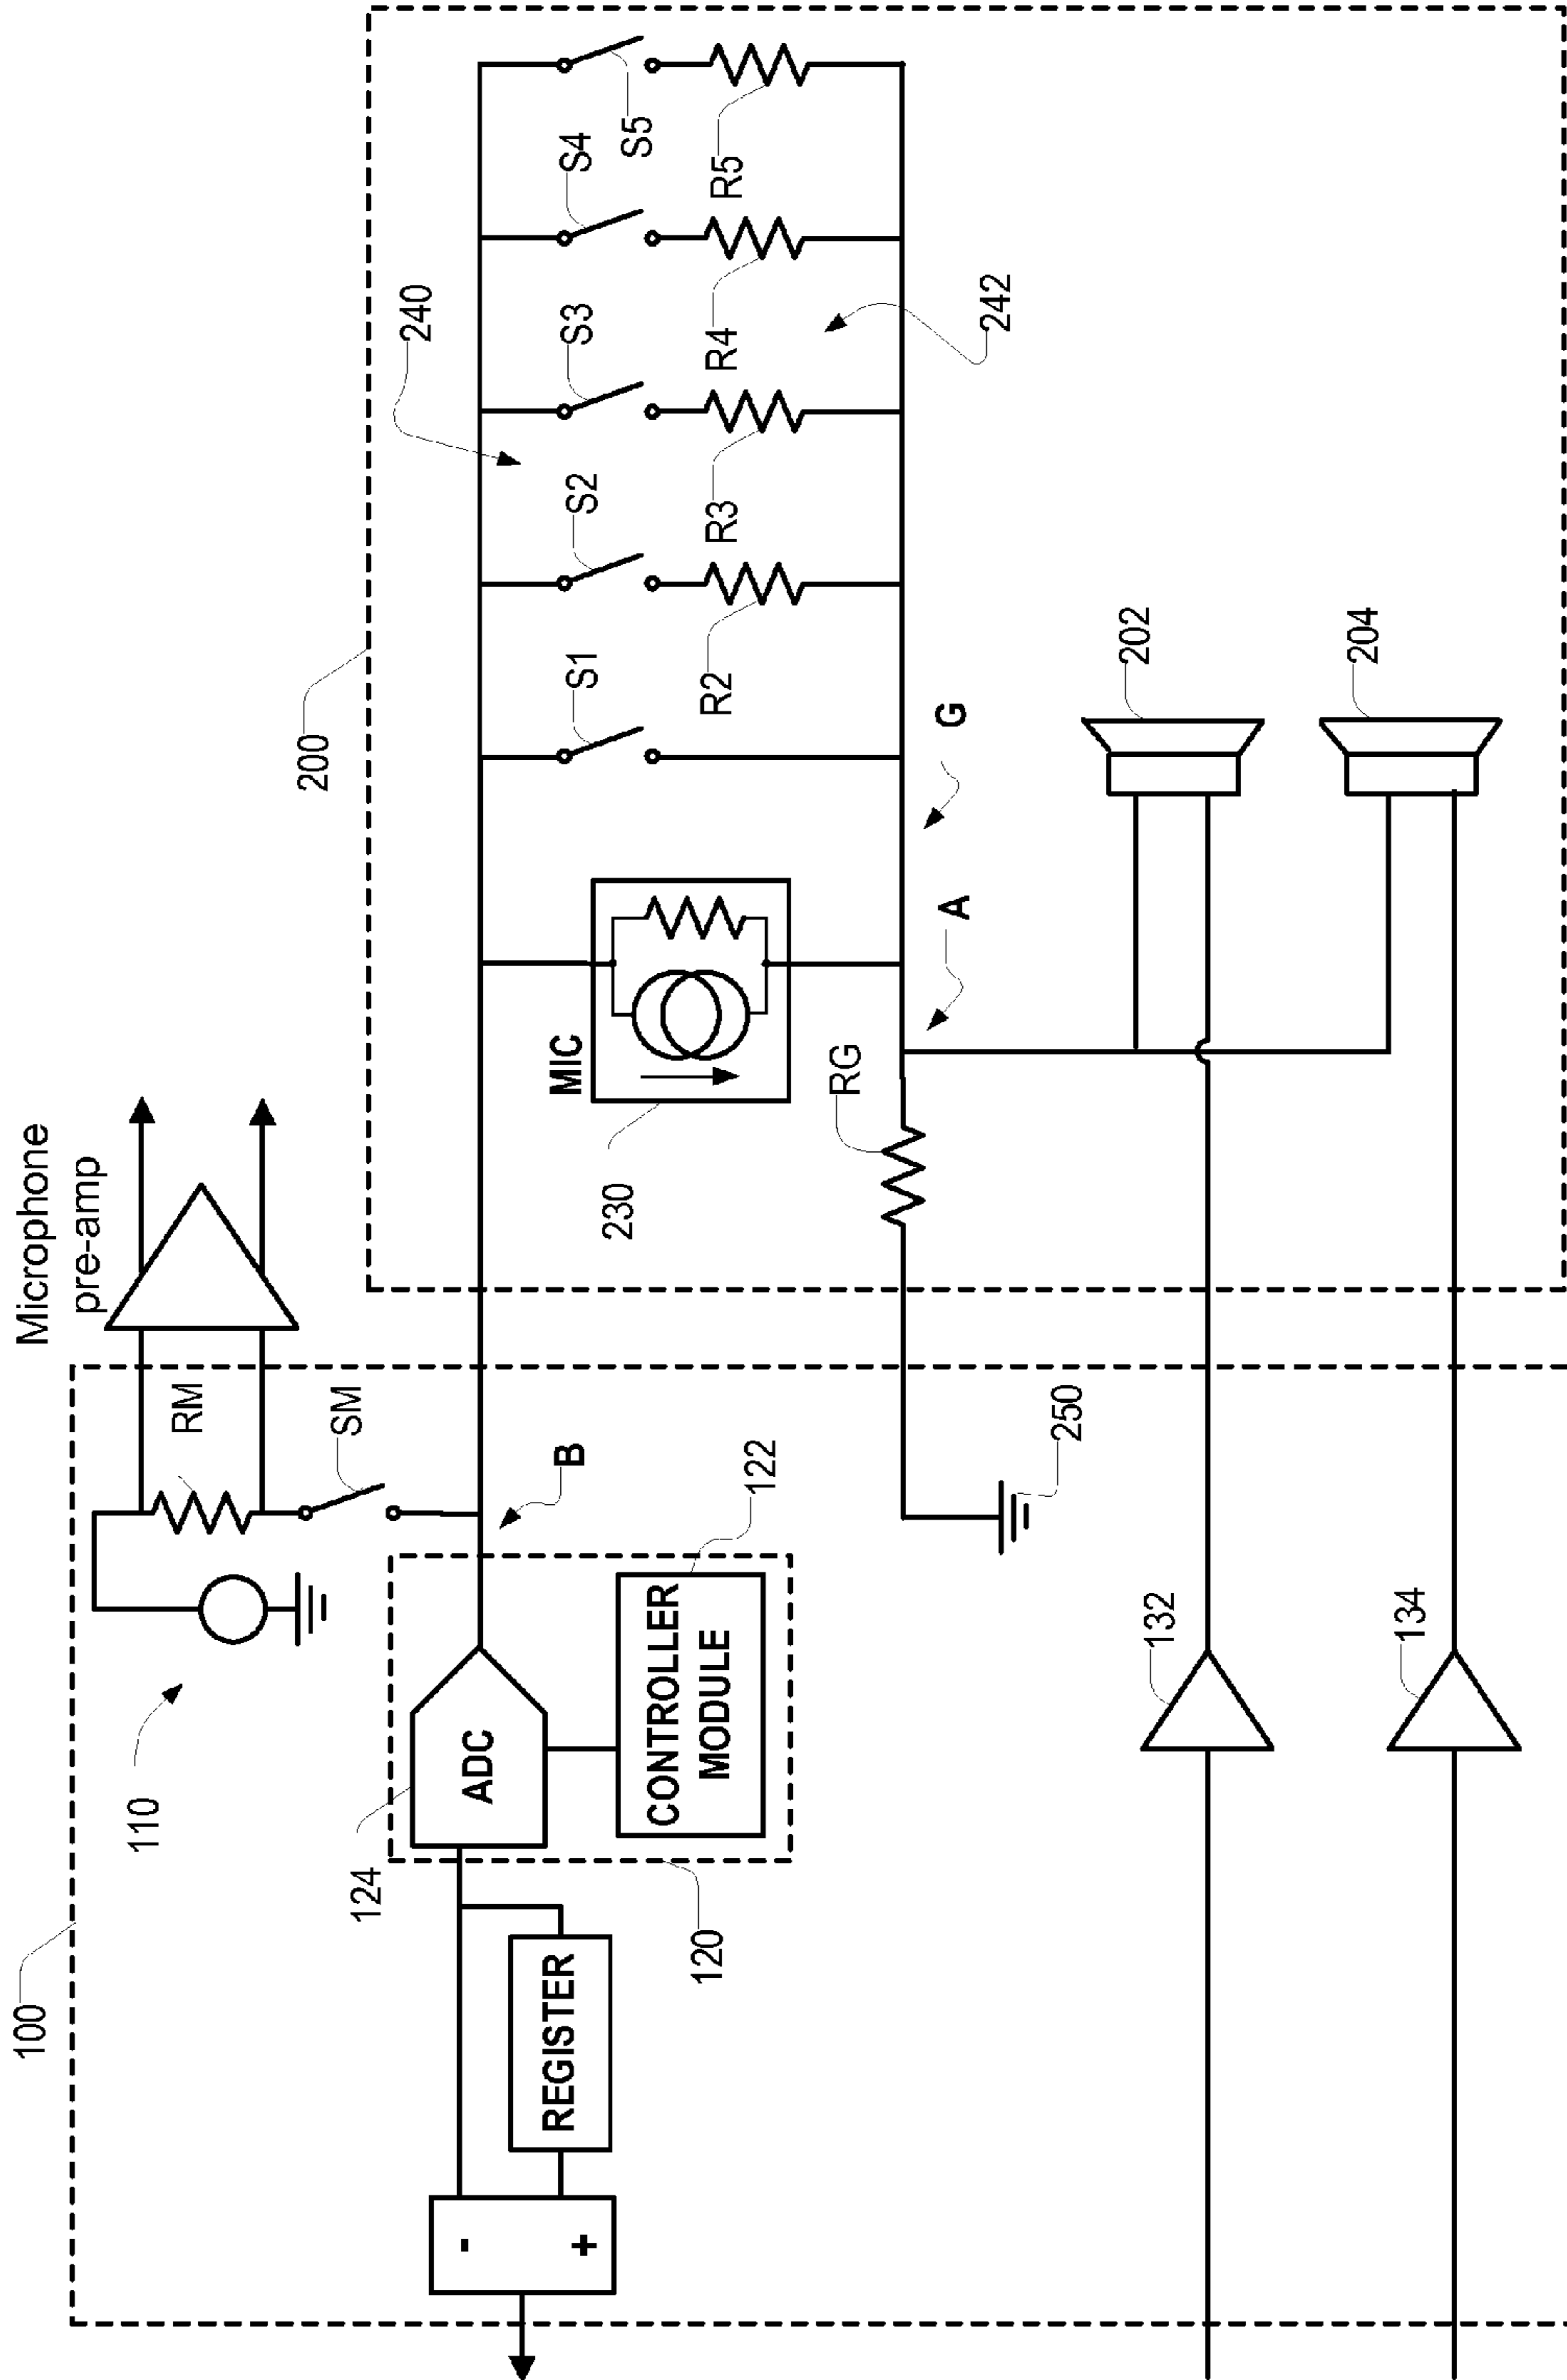 100
110
Microphone
pre-amp
RM
SM
200
240
S1
S2
S3
S4
S5
R2
R3
R4
R5
242
MIC
230
RG
A
G
B
124
ADC
CONTROLLER
MODULE
122
120
REGISTER
-
+
250
132
134
202
204